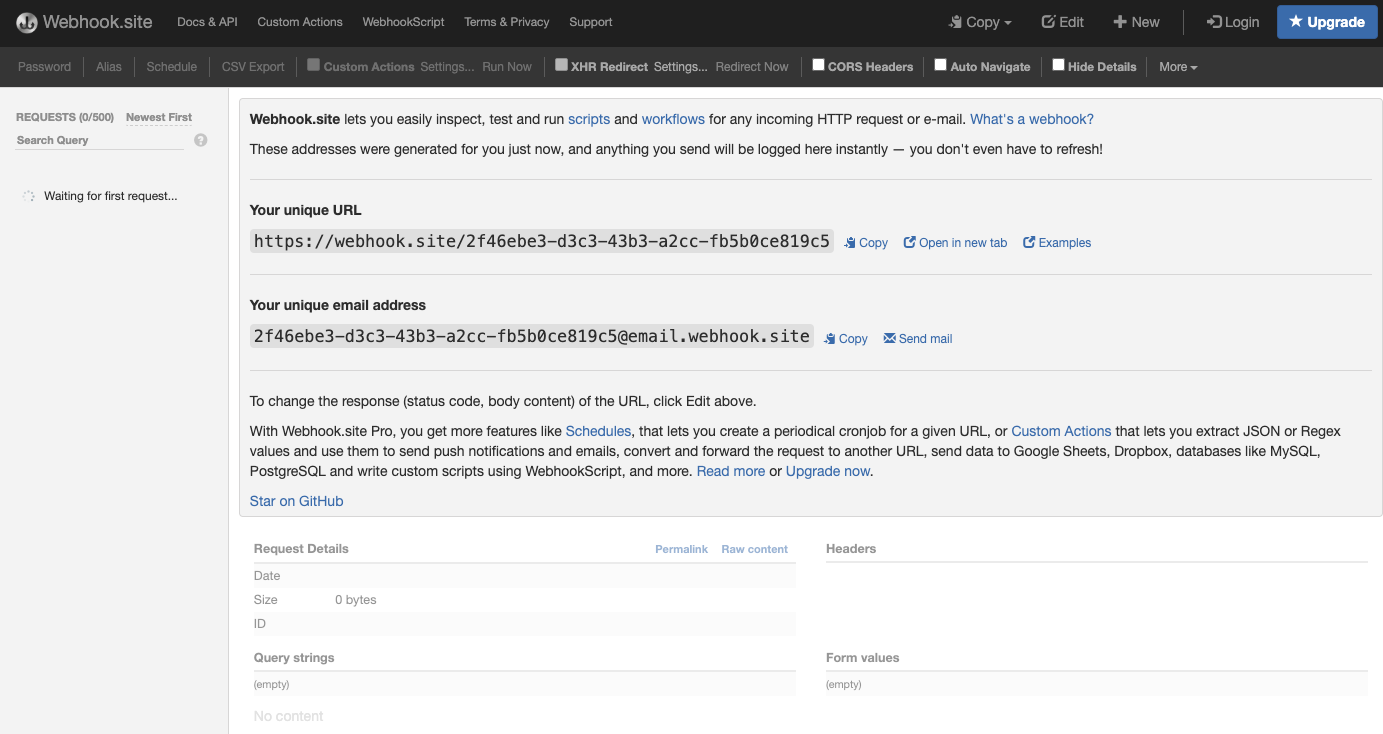 Webhook.site Docs & API Custom Actions WebhookScript Terms & Privacy Support Copy Edit New Login Upgrade
Password Alias Schedule CSV Export Custom Actions Settings... Run Now XHR Redirect Settings... Redirect Now CORS Headers Auto Navigate Hide Details More
REQUESTS (0/500) Newest First
Search Query ?
Waiting for first request...
Webhook.site lets you easily inspect, test and run scripts and workflows for any incoming HTTP request or e-mail. What's a webhook?
These addresses were generated for you just now, and anything you send will be logged here instantly — you don't even have to refresh!
Your unique URL
https://webhook.site/2f46ebe3-d3c3-43b3-a2cc-fb5b0ce819c5 Copy Open in new tab Examples
Your unique email address
2f46ebe3-d3c3-43b3-a2cc-fb5b0ce819c5@email.webhook.site Copy Send mail
To change the response (status code, body content) of the URL, click Edit above.
With Webhook.site Pro, you get more features like Schedules, that lets you create a periodical cronjob for a given URL, or Custom Actions that lets you extract JSON or Regex
values and use them to send push notifications and emails, convert and forward the request to another URL, send data to Google Sheets, Dropbox, databases like MySQL,
PostgreSQL and write custom scripts using WebhookScript, and more. Read more or Upgrade now.
Star on GitHub
Request Details Permalink Raw content
Date
Size 0 bytes
ID
Headers
Query strings
(empty)
Form values
(empty)
No content